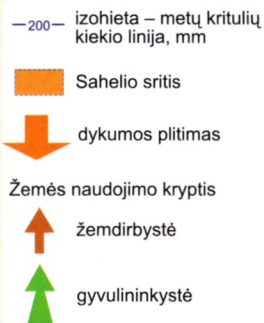 —200— izohieta – metų kritulių
kiekio linija, mm
Sahelio sritis
dykumos plitimas
Žemės naudojimo kryptis
žemdirbystė
gyvulininkystė